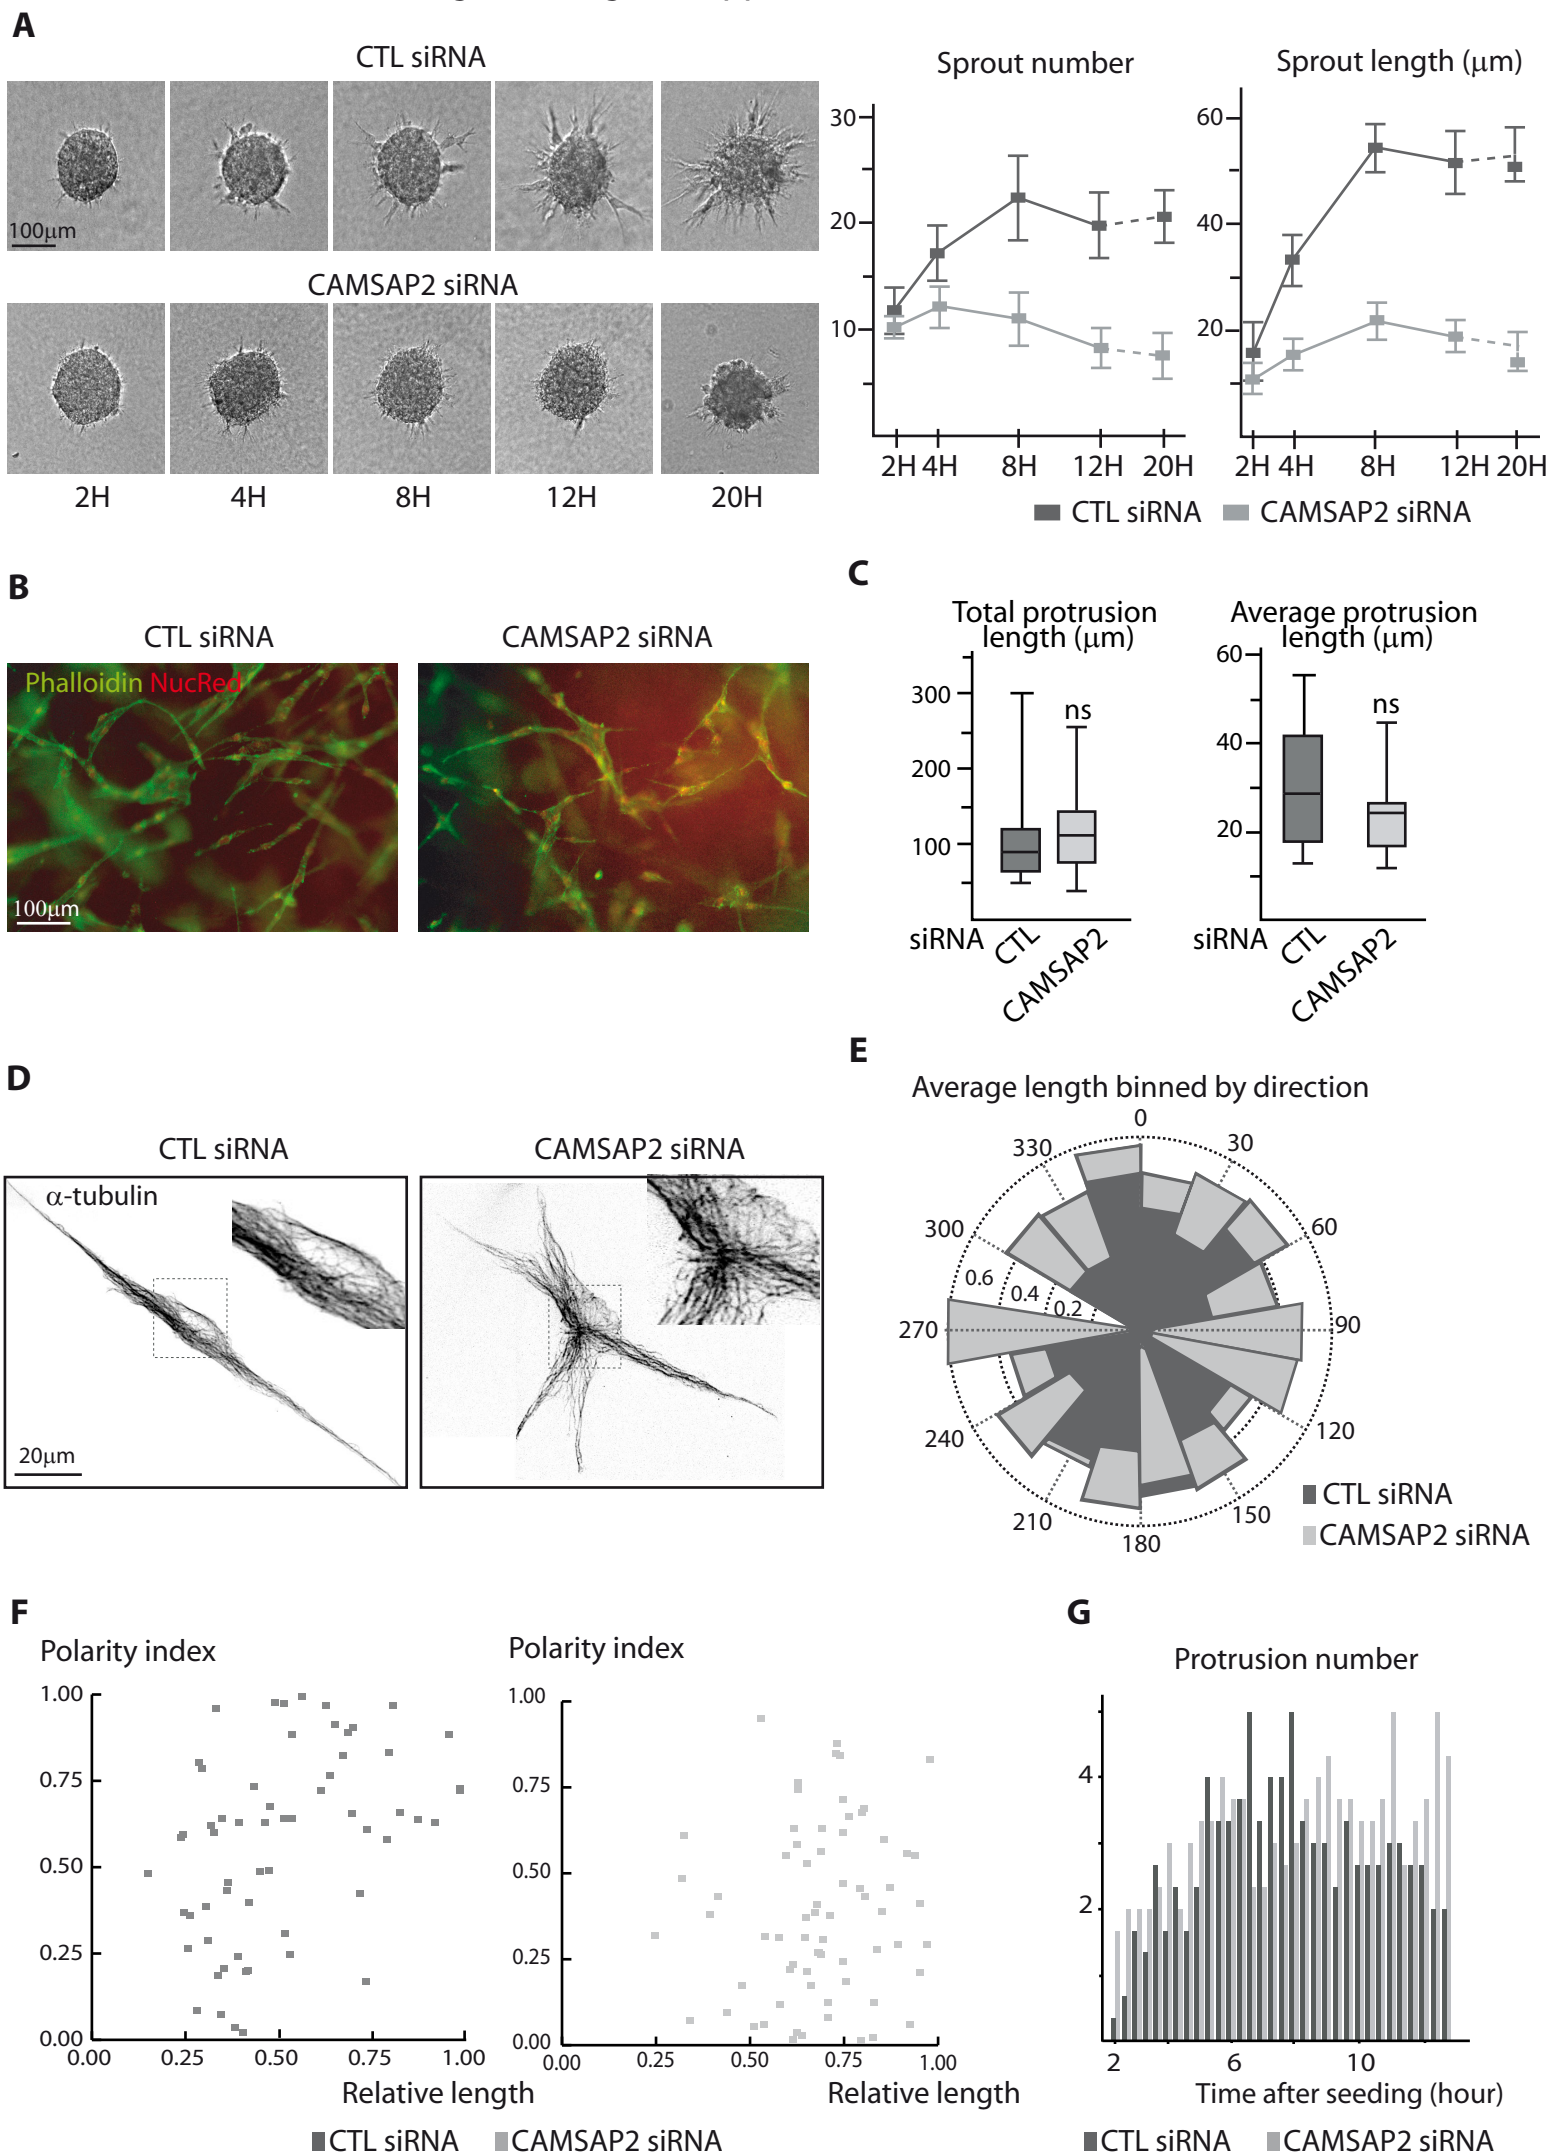 A
CTL siRNA
100μm
CAMSAP2 siRNA
2H 4H 8H 12H 20H
Sprout number
30
20
10
2H 4H 8H 12H 20H
Sprout length (μm)
60
40
20
2H 4H 8H 12H 20H
CTL siRNA CAMSAP2 siRNA
B
CTL siRNA
Phalloidin NucRed
100μm
CAMSAP2 siRNA
C
Total protrusion
length (μm)
300
200
100
ns
siRNA CTL CAMSAP2
Average protrusion
length (μm)
60
40
20
ns
siRNA CTL CAMSAP2
D
CTL siRNA
α-tubulin
20μm
CAMSAP2 siRNA
E
Average length binned by direction
0
30
60
90
120
150
180
210
240
270
300
330
0.6 0.4 0.2
CTL siRNA
CAMSAP2 siRNA
F
Polarity index
1.00
0.75
0.50
0.25
0.00
0.00 0.25 0.50 0.75 1.00
Relative length
Polarity index
1.00
0.75
0.50
0.25
0.00
0.00 0.25 0.50 0.75 1.00
Relative length
CTL siRNA CAMSAP2 siRNA
G
Protrusion number
4
2
2 6 10
Time after seeding (hour)
CTL siRNA CAMSAP2 siRNA